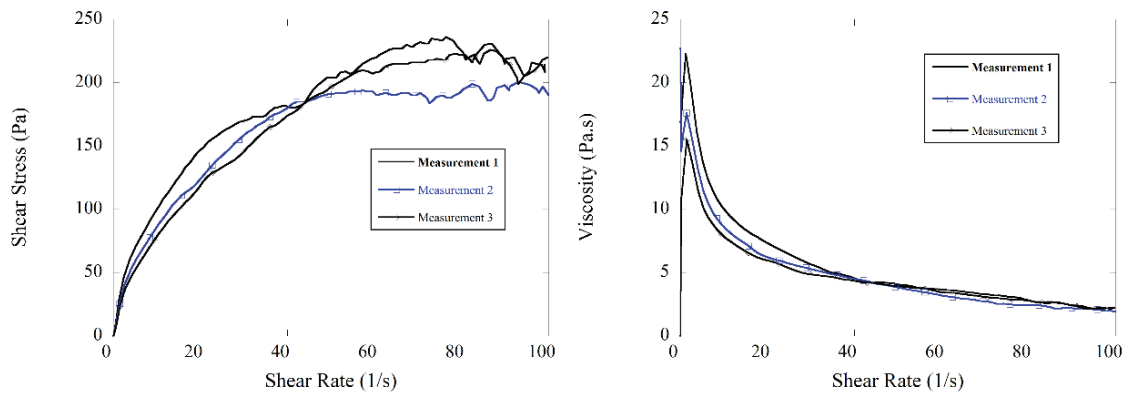 250
200
150
100
50
0
0 20 40 60 80 100
Shear Stress (Pa)
Shear Rate (1/s)
Measurement 1
Measurement 2
Measurement 3
25
20
15
10
5
0
0 20 40 60 80 100
Viscosity (Pa.s)
Shear Rate (1/s)
Measurement 1
Measurement 2
Measurement 3